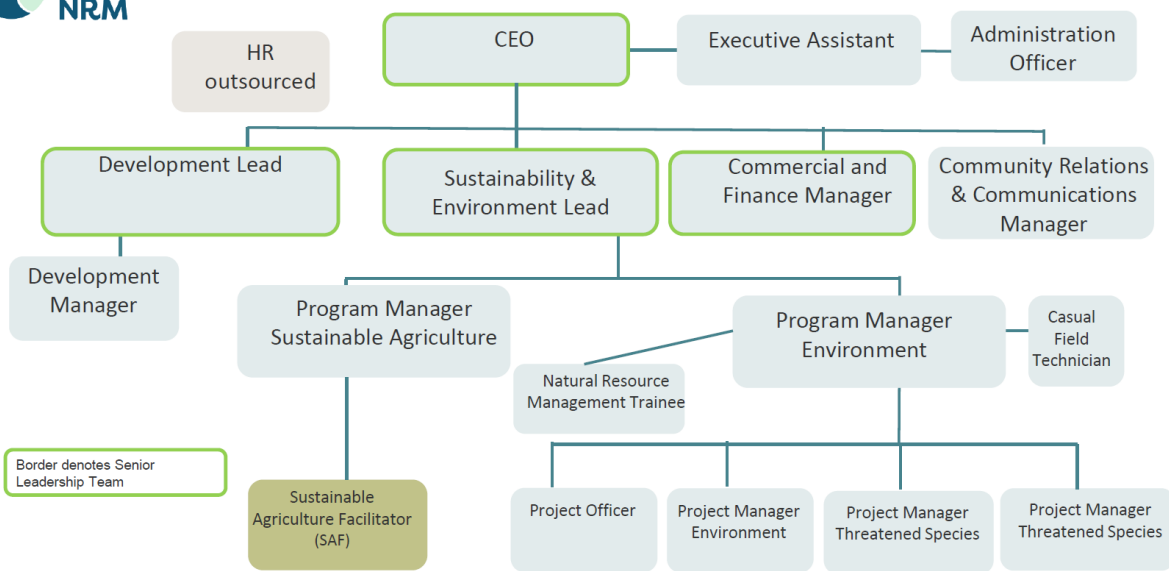 NRM
HR
outsourced
CEO
Executive Assistant
Administration
Officer
Development Lead
Sustainability &
Environment Lead
Commercial and
Finance Manager
Community Relations
& Communications
Manager
Development
Manager
Program Manager
Sustainable Agriculture
Program Manager
Environment
Casual
Field
Technician
Natural Resource
Management Trainee
Border denotes Senior
Leadership Team
Sustainable
Agriculture Facilitator
(SAF)
Project Officer
Project Manager
Environment
Project Manager
Threatened Species
Project Manager
Threatened Species